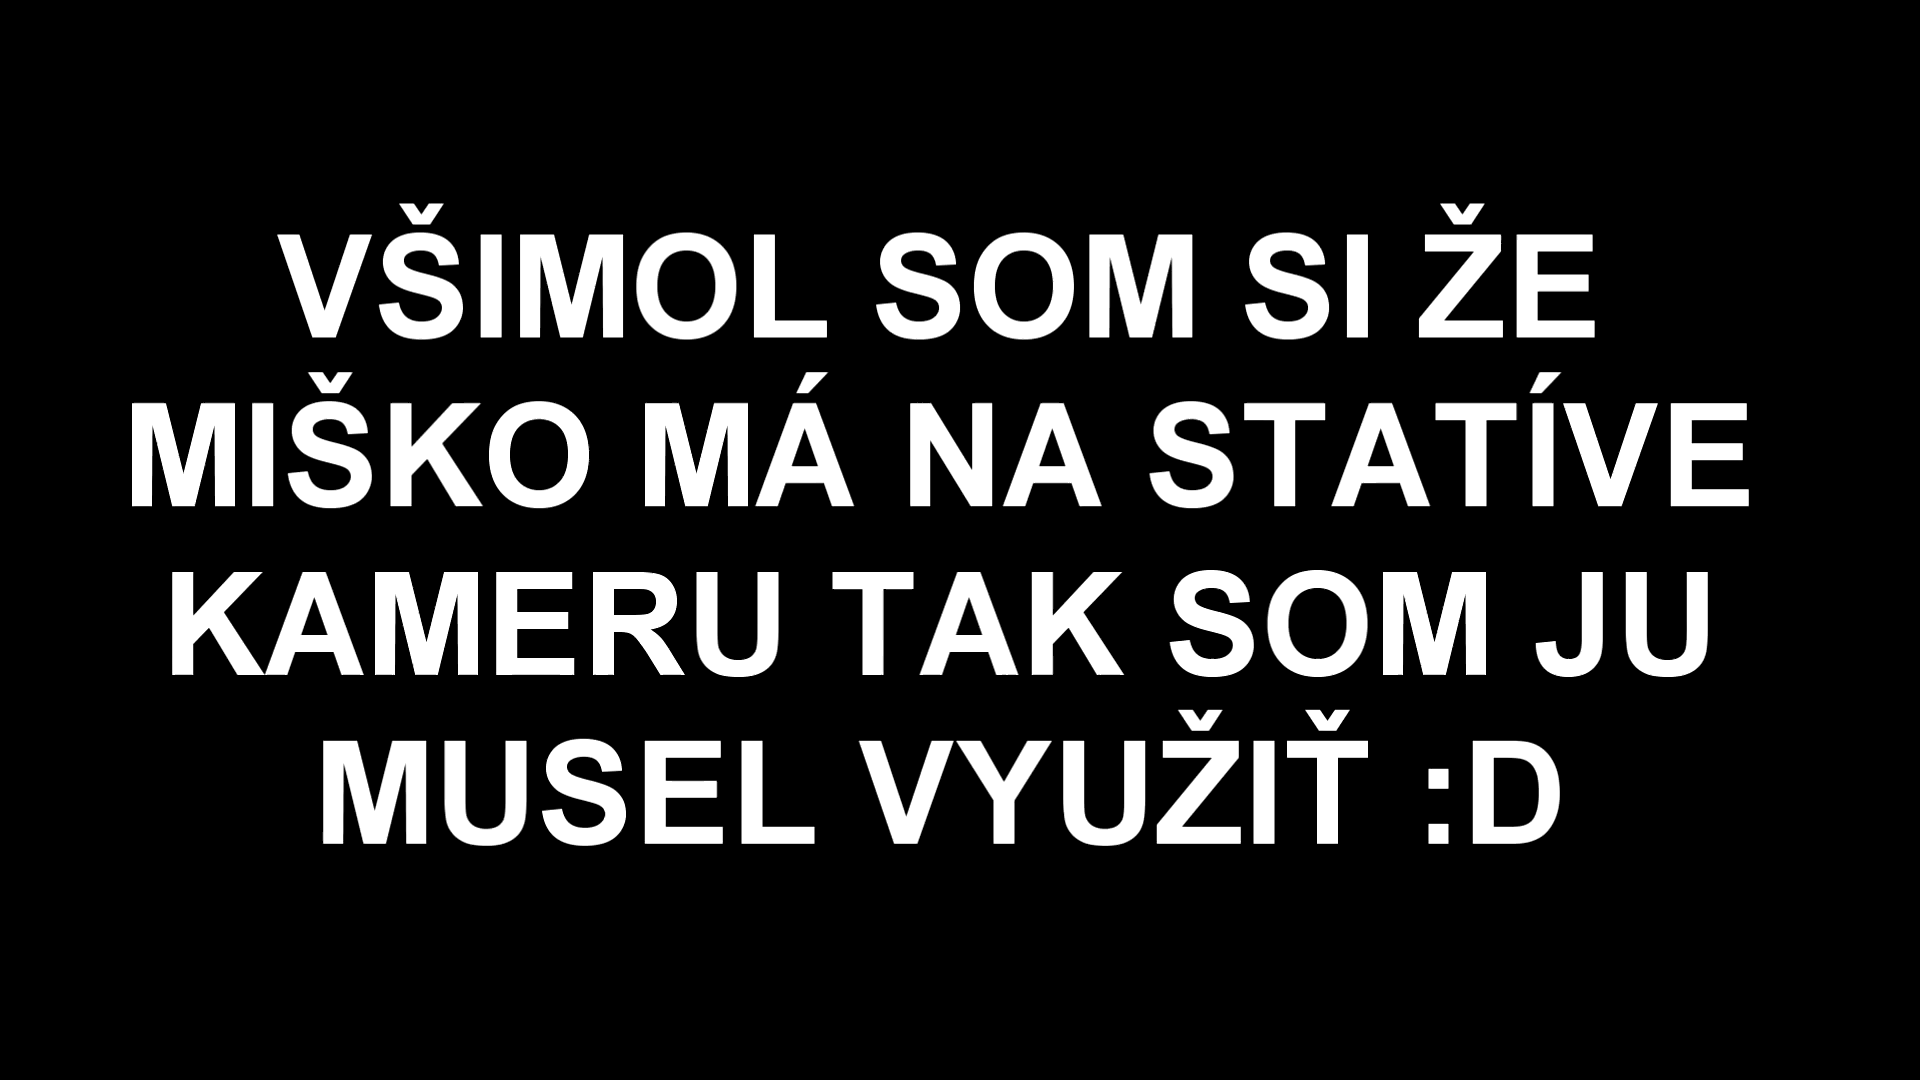 VŠIMOL SOM SI ŽE
MIŠKO MÁ NA STATÍVE
KAMERU TAK SOM JU
MUSEL VYUŽIŤ :D